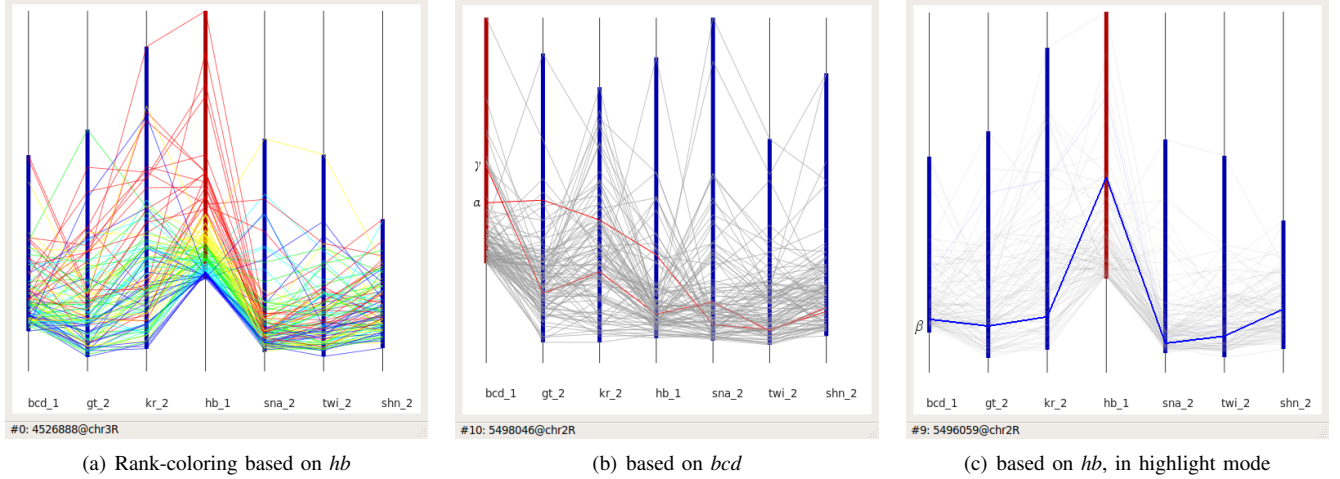 γ
α
β
bcd_1 gt_2 kr_2 hb_1 sna_2 twi_2 shn_2
bcd_1 gt_2 kr_2 hb_1 sna_2 twi_2 shn_2
bcd_1 gt_2 kr_2 hb_1 sna_2 twi_2 shn_2
#0: 4526888@chr3R
#10: 5498046@chr2R
#9: 5496059@chr2R
(a) Rank-coloring based on hb
(b) based on bcd
(c) based on hb, in highlight mode